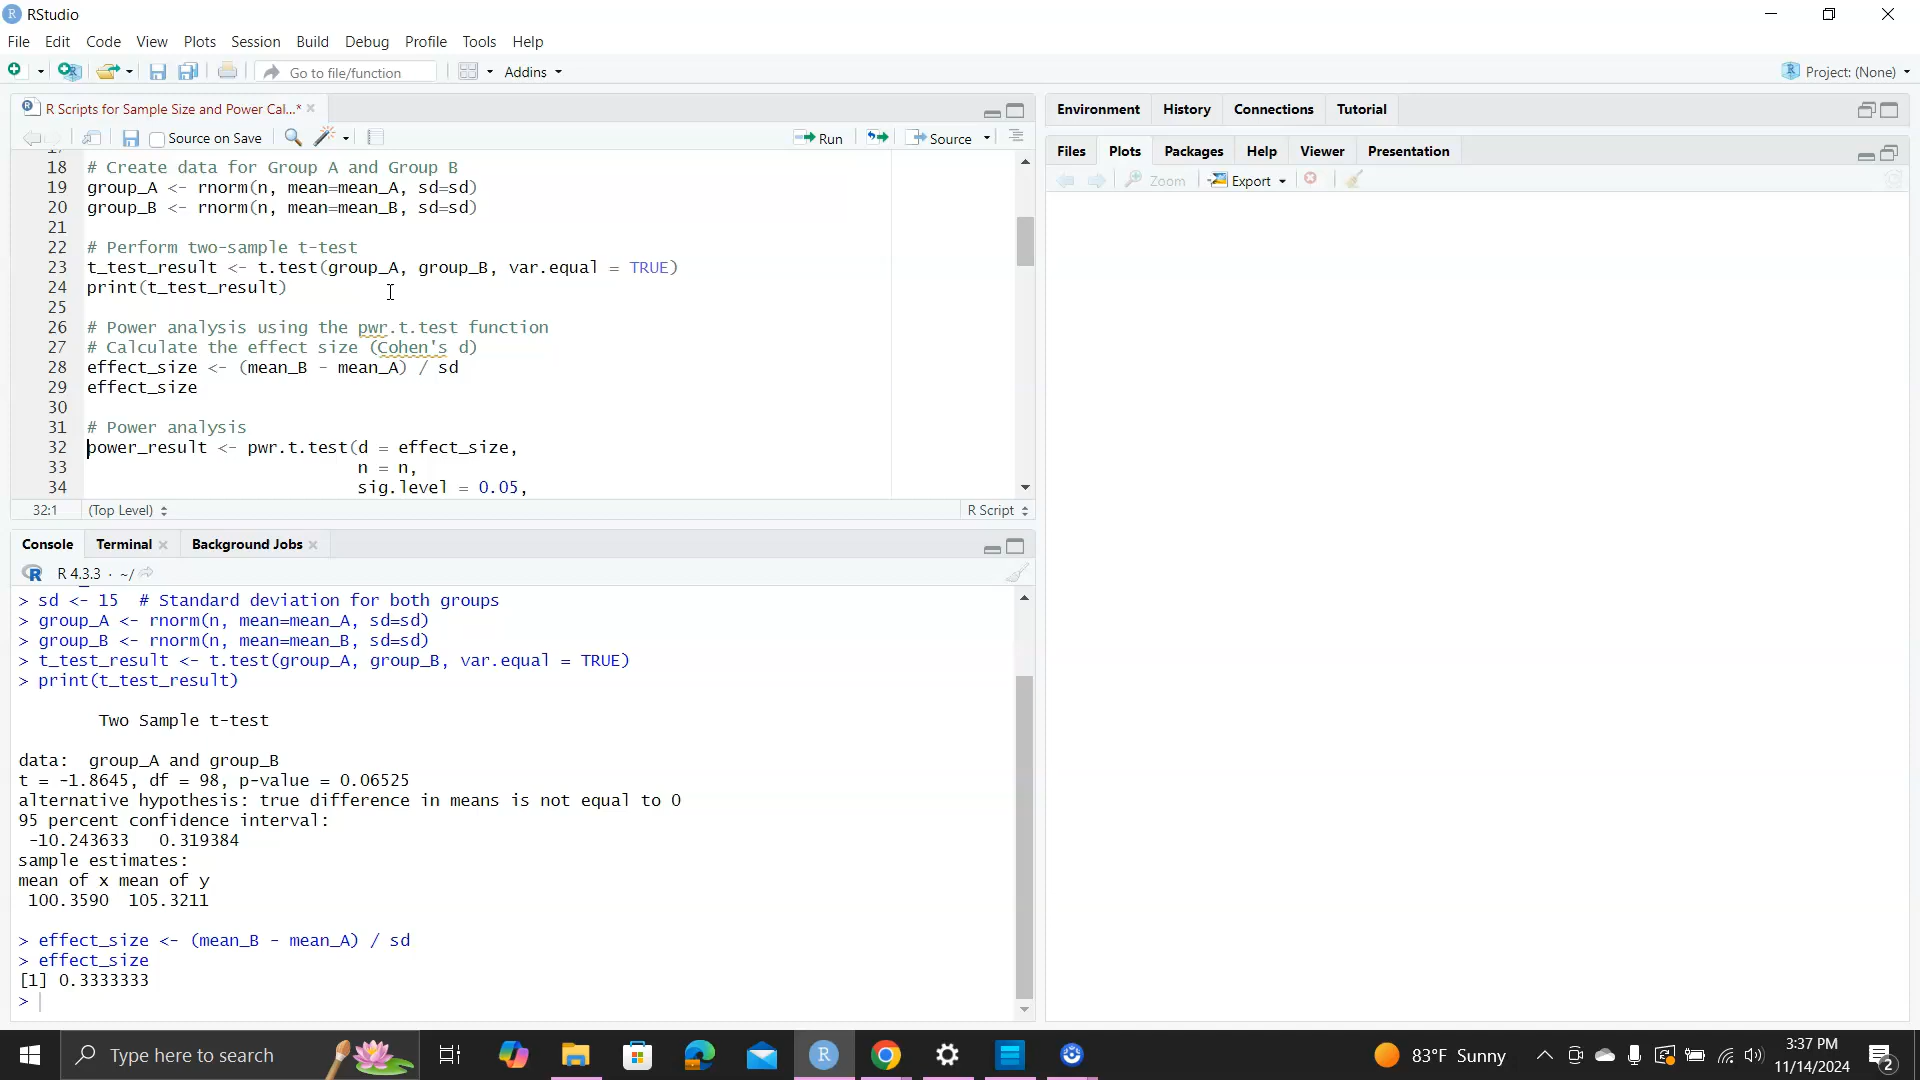 RStudio
File Edit Code View Plots Session Build Debug Profile Tools Help
Go to file/function Addins Project: (None)
R Scripts for Sample Size and Power Cal...*
Source on Save Run Source
18 # Create data for Group A and Group B
19 group_A <- rnorm(n, mean=mean_A, sd=sd)
20 group_B <- rnorm(n, mean=mean_B, sd=sd)
21
22 # Perform two-sample t-test
23 t_test_result <- t.test(group_A, group_B, var.equal = TRUE)
24 print(t_test_result)
25
26 # Power analysis using the pwr.t.test function
27 # Calculate the effect size (Cohen's d)
28 effect_size <- (mean_B - mean_A) / sd
29 effect_size
30
31 # Power analysis
32 power_result <- pwr.t.test(d = effect_size,
33 n = n,
34 sig.level = 0.05,
32:1 (Top Level) R Script
Console Terminal Background Jobs
R 4.3.3 · ~/
> sd <- 15  # Standard deviation for both groups
> group_A <- rnorm(n, mean=mean_A, sd=sd)
> group_B <- rnorm(n, mean=mean_B, sd=sd)
> t_test_result <- t.test(group_A, group_B, var.equal = TRUE)
> print(t_test_result)
Two Sample t-test
data:  group_A and group_B
t = -1.8645, df = 98, p-value = 0.06525
alternative hypothesis: true difference in means is not equal to 0
95 percent confidence interval:
-10.243633   0.319384
sample estimates:
mean of x mean of y
100.3590  105.3211
> effect_size <- (mean_B - mean_A) / sd
> effect_size
[1] 0.3333333
>
Environment History Connections Tutorial
Files Plots Packages Help Viewer Presentation
Zoom Export
Type here to search
83°F Sunny
3:37 PM
11/14/2024
2